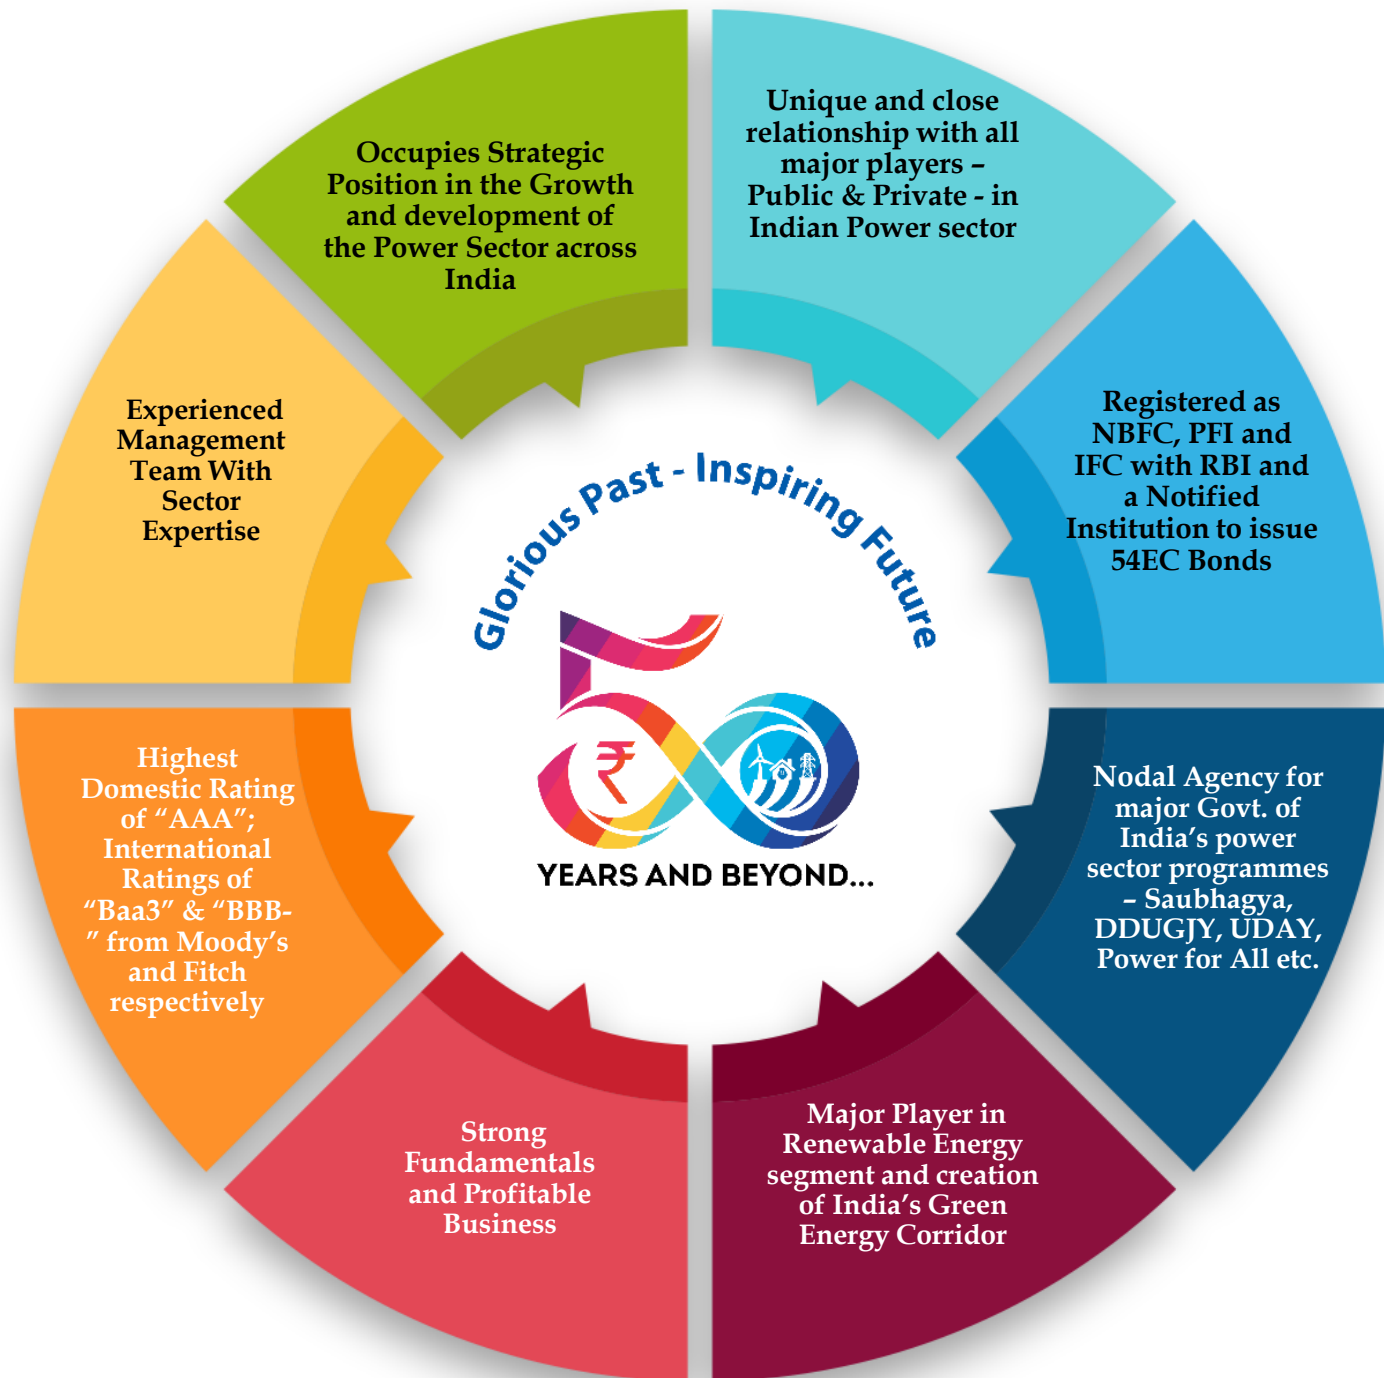 Unique and close
relationship with all
major players –
Public & Private - in
Indian Power sector
Registered as
NBFC, PFI and
IFC with RBI and
a Notified
Institution to issue
54EC Bonds
Nodal Agency for
major Govt. of
India’s power
sector programmes
– Saubhagya,
DDUGJY, UDAY,
Power for All etc.
Major Player in
Renewable Energy
segment and creation
of India’s Green
Energy Corridor
Strong
Fundamentals
and Profitable
Business
Highest
Domestic Rating
of “AAA”;
International
Ratings of
“Baa3” & “BBB-
” from Moody’s
and Fitch
respectively
Experienced
Management
Team With
Sector
Expertise
Occupies Strategic
Position in the Growth
and development of
the Power Sector across
India
Glorious Past - Inspiring Future
50
₹
YEARS AND BEYOND...